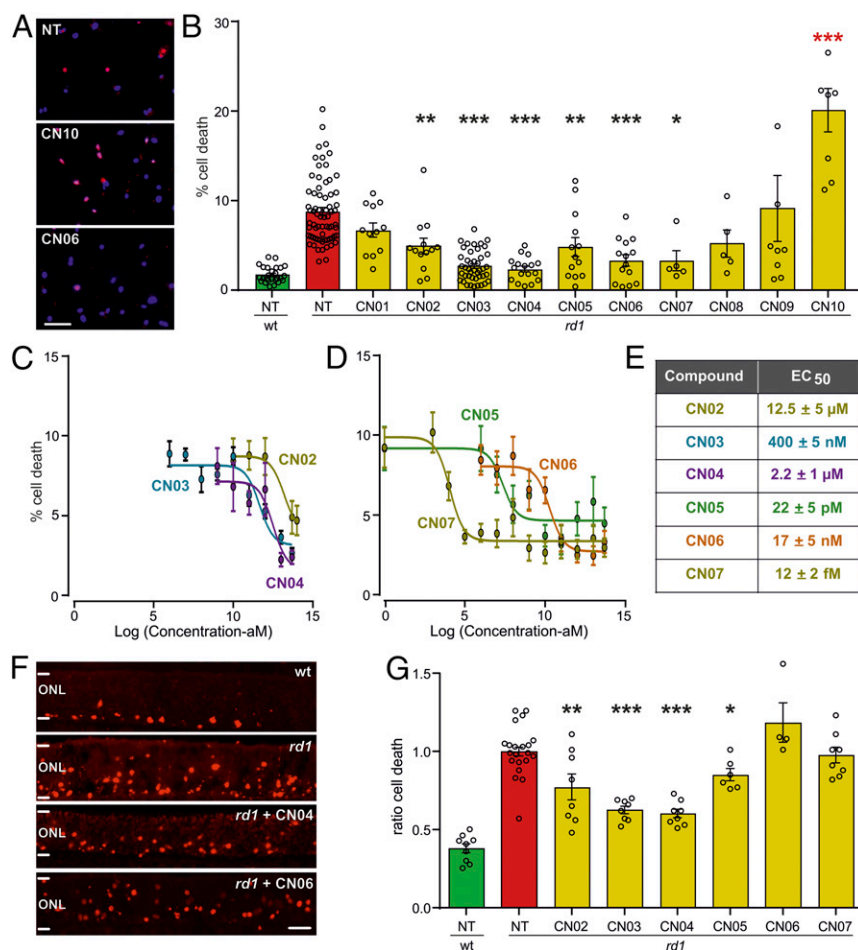 A
NT
CN10
CN06
B
% cell death
30
20
10
0
** *** *** ** *** * ***
NT NT CN01 CN02 CN03 CN04 CN05 CN06 CN07 CN08 CN09 CN10
wt rd1
C
% cell death
15
10
5
0
CN02
CN03
CN04
0 5 10 15
Log (Concentration-aM)
D
15
10
5
0
CN05
CN06
CN07
0 5 10 15
Log (Concentration-aM)
E
Compound EC50
CN02 12.5 ± 5 µM
CN03 400 ± 5 nM
CN04 2.2 ± 1 µM
CN05 22 ± 5 pM
CN06 17 ± 5 nM
CN07 12 ± 2 fM
F
wt
ONL
rd1
ONL
rd1 + CN04
ONL
rd1 + CN06
ONL
G
ratio cell death
1.5
1.0
0.5
0
** *** *** *
NT NT CN02 CN03 CN04 CN05 CN06 CN07
wt rd1